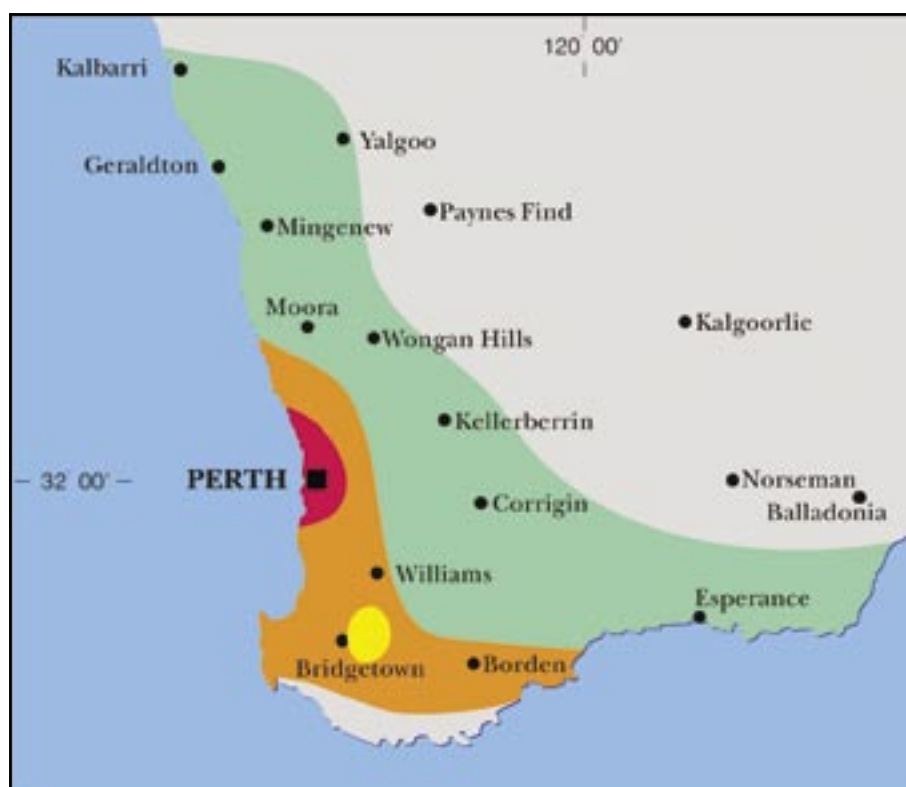 120 00'
Kalbarri
Yalgoo
Geraldton
Paynes Find
Mingenew
Moora
Kalgoorlie
Wongan Hills
Kellerberrin
32 00'
PERTH
Norseman
Corrigin
Balladonia
Williams
Esperance
Bridgetown
Borden